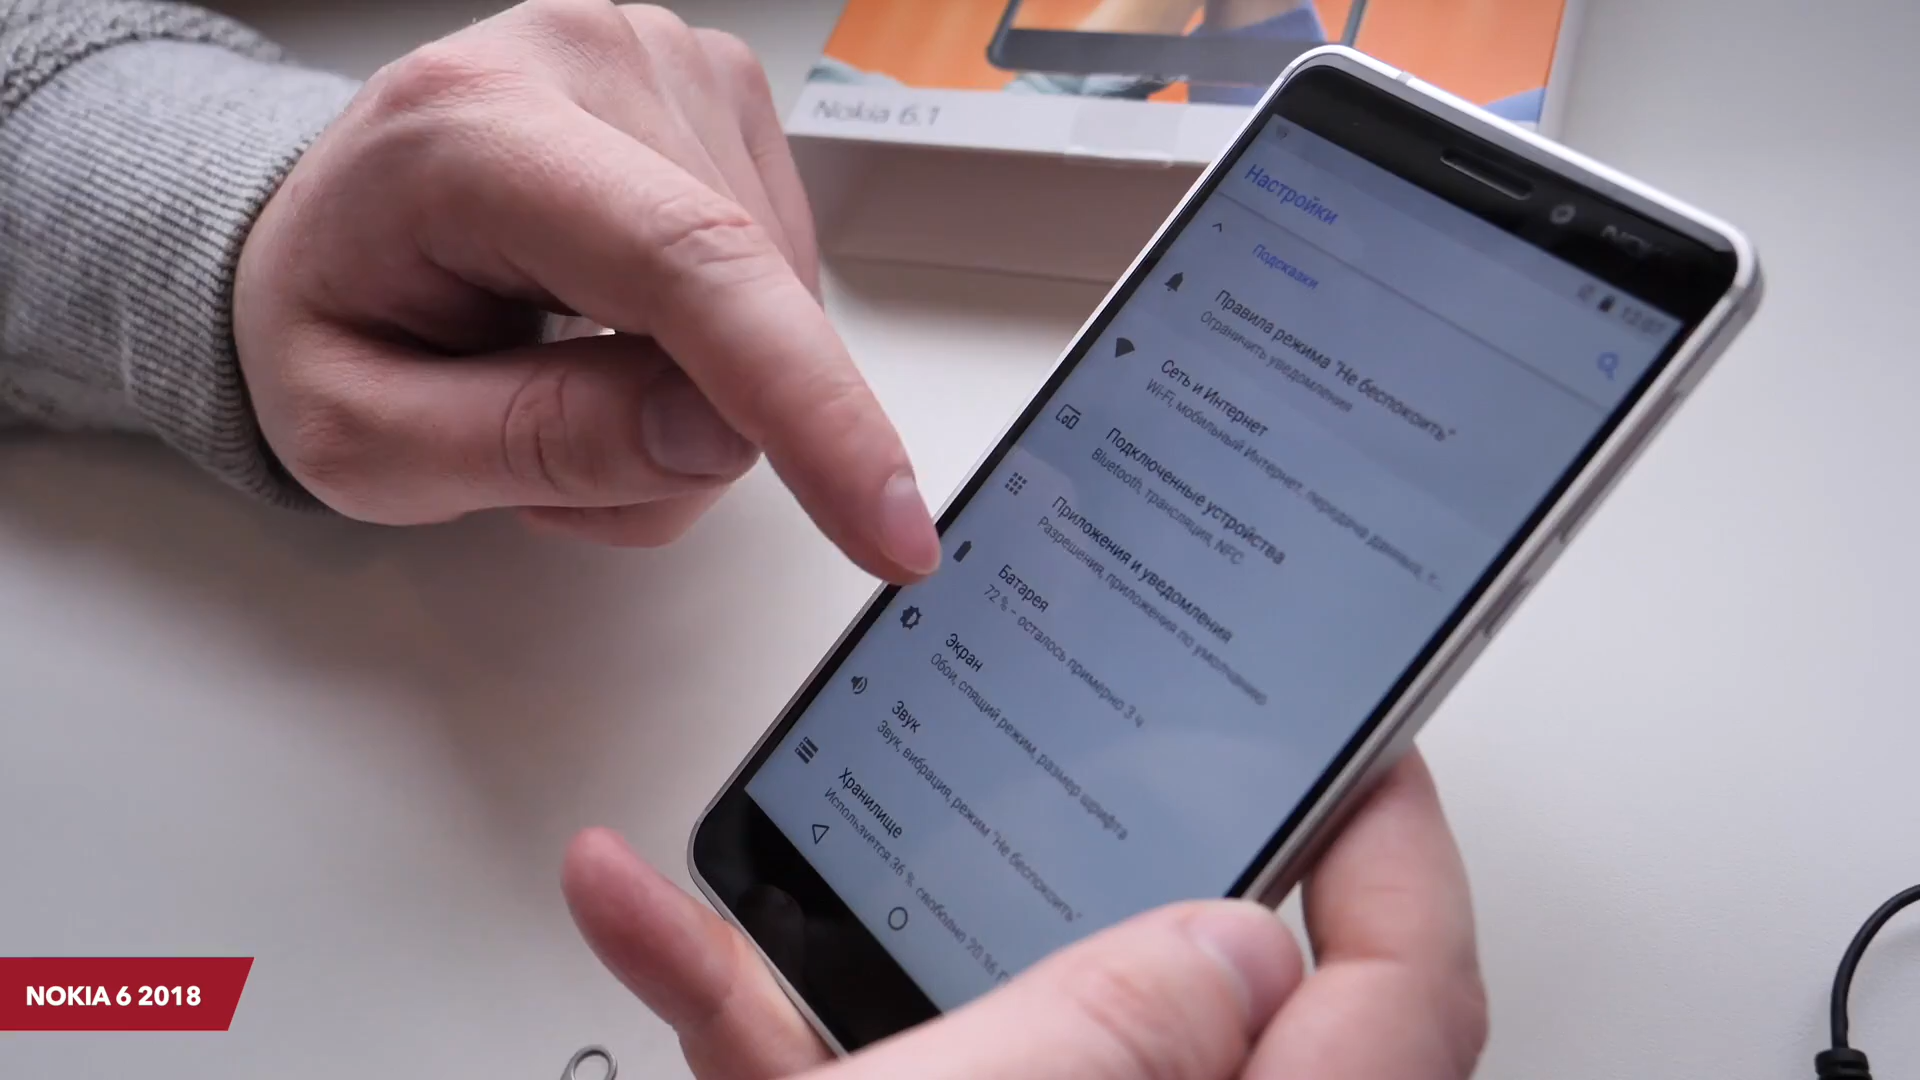 Nokia 6.1
Настройки
Подсказки
Правила режима "Не беспокоить"
Ограничить уведомления
Сеть и Интернет
Wi-Fi, мобильный Интернет, передача данных, т…
Подключенные устройства
Bluetooth, трансляция, NFC
Приложения и уведомления
Разрешения, приложения по умолчанию
Батарея
72 % – осталось примерно 3 ч
Экран
Обои, спящий режим, размер шрифта
Звук
Звук, вибрация, режим "Не беспокоить"
Хранилище
Используется 36 %, свободно 20,36 Г
NOKIA 6 2018